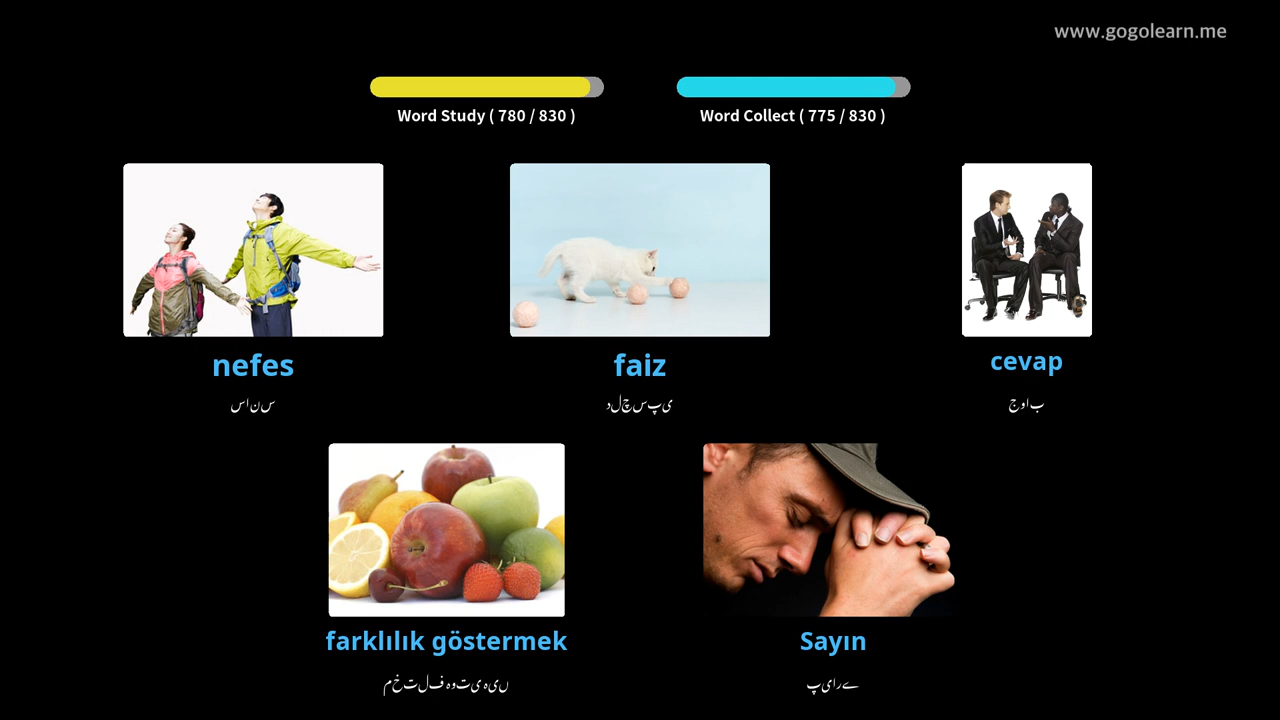 www.gogolearn.me
Word Study ( 780 / 830 )
Word Collect ( 775 / 830 )
nefes
faiz
cevap
سانس
دلچسپی
جواب
farklılık göstermek
Sayın
مختلف ہوتی ہیں
پیارے